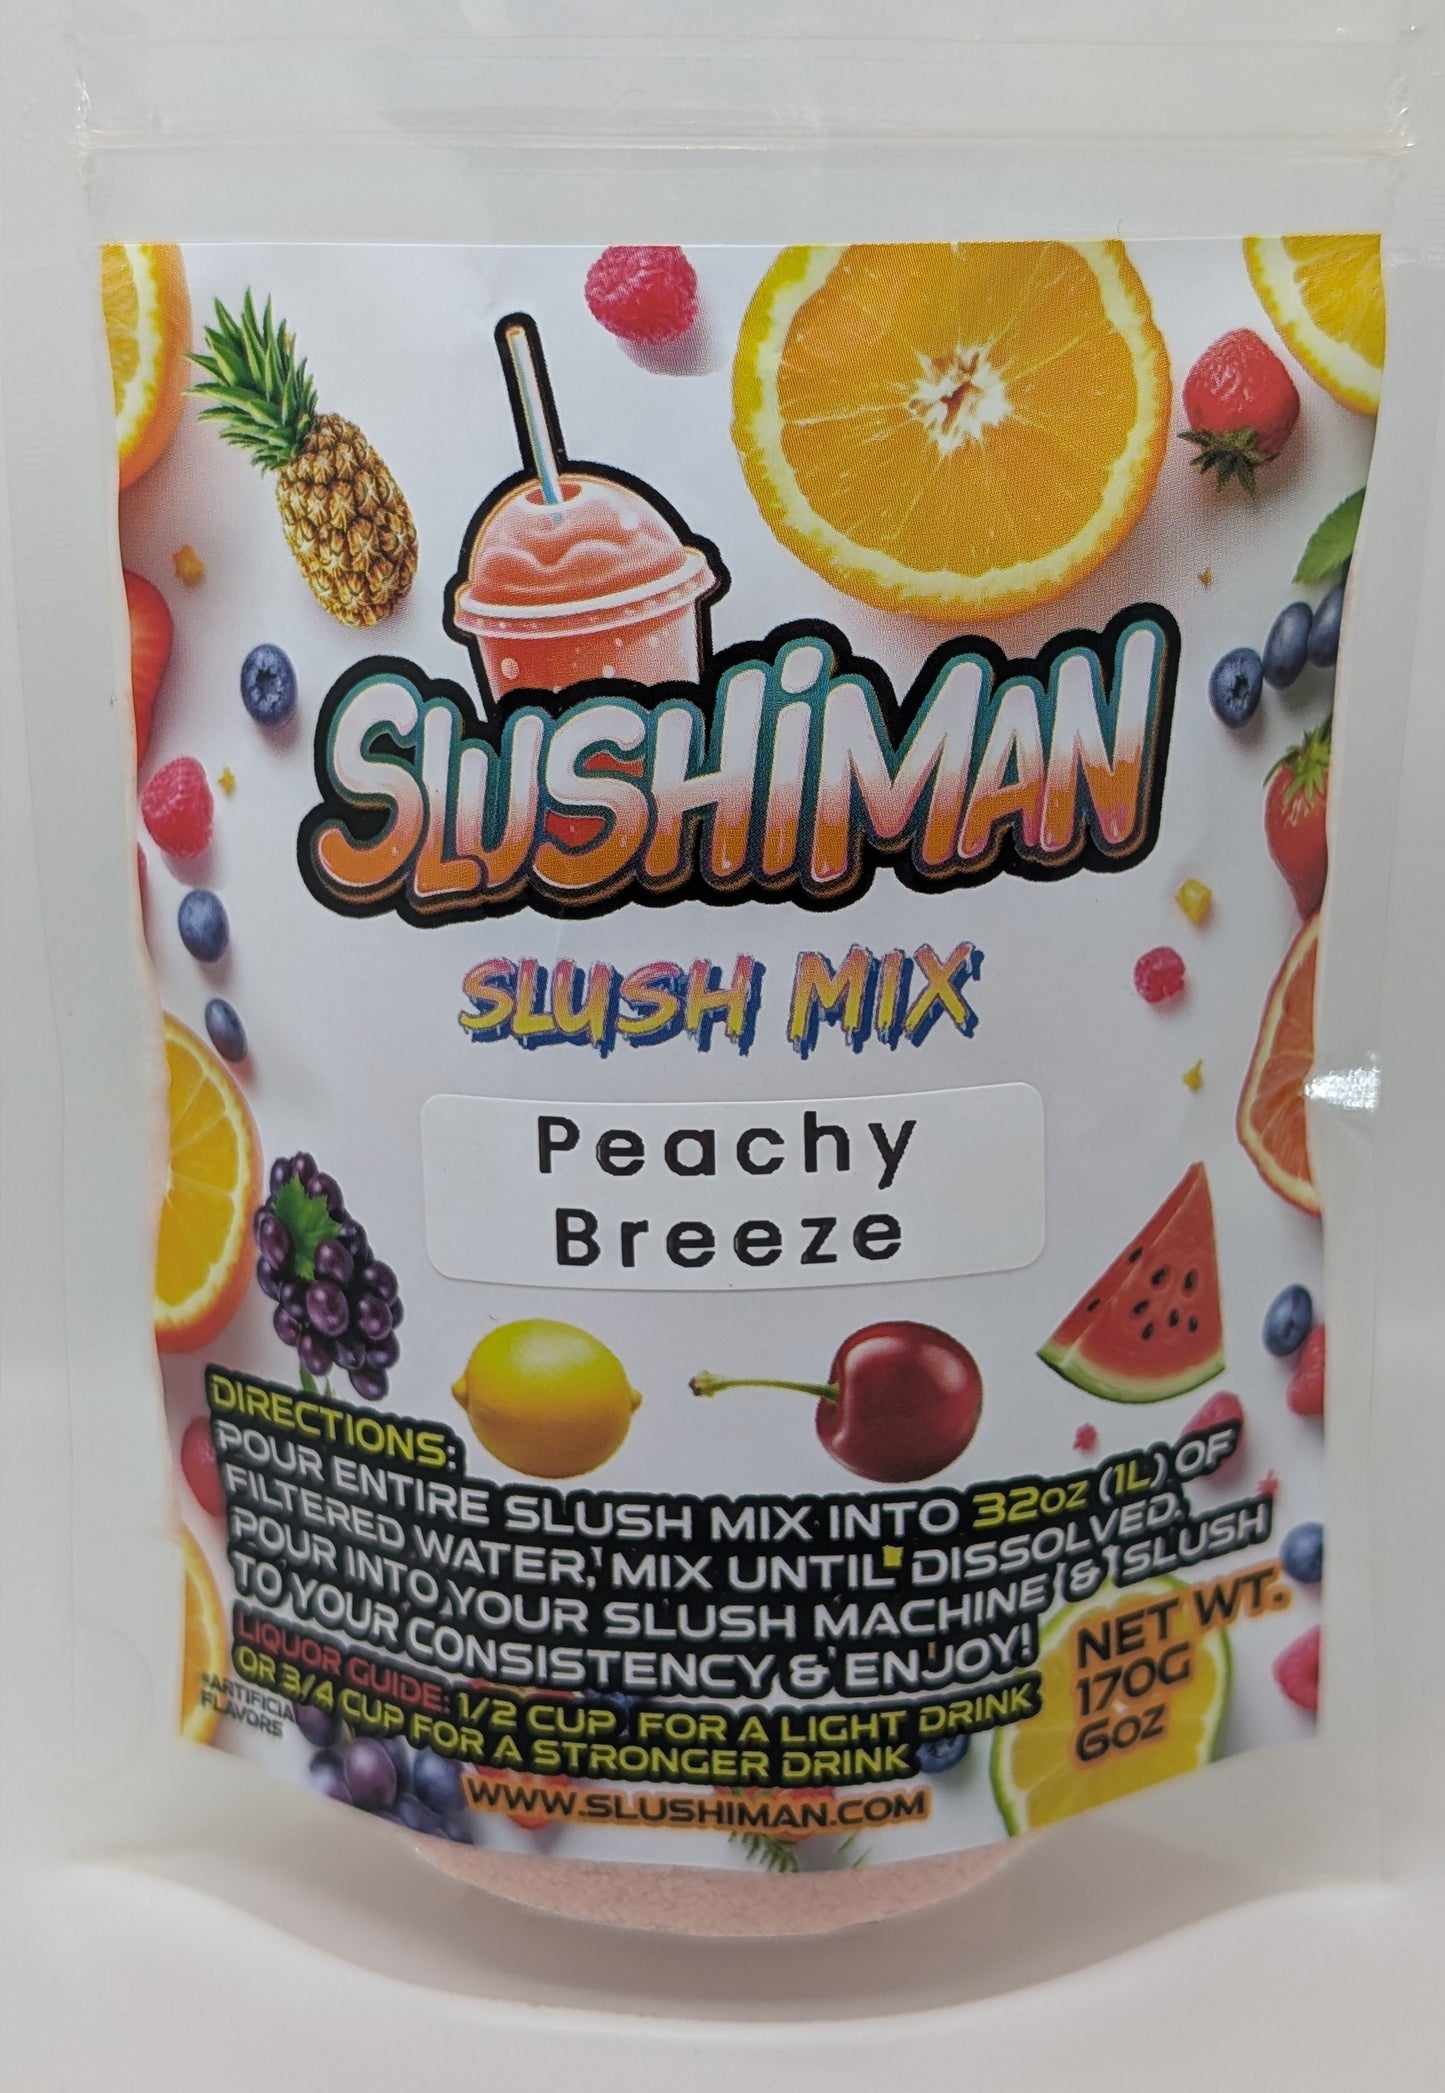 SLUSHiMAN
SLUSH MIX
Peachy
Breeze
DIRECTIONS:
POUR ENTIRE SLUSH MIX INTO 32oz (1L) OF
FILTERED WATER, MIX UNTIL DISSOLVED.
POUR INTO YOUR SLUSH MACHINE & SLUSH
TO YOUR CONSISTENCY & ENJOY!
LIQUOR GUIDE: 1/2 CUP FOR A LIGHT DRINK
OR 3/4 CUP FOR A STRONGER DRINK
*ARTIFICIAL
FLAVORS
NET WT.
170G
6oz
WWW.SLUSHIMAN.COM